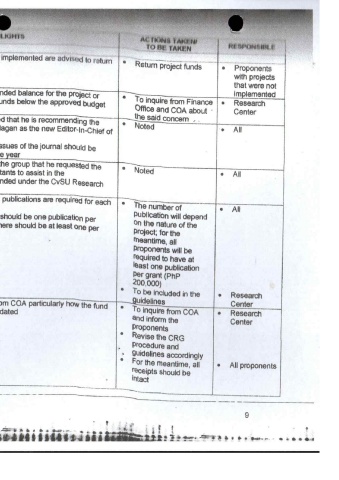 LIGHTS
ACTIONS TAKEN/
TO BE TAKEN
RESPONSIBLE
implemented are advised to return
• Return project funds
• Proponents
with projects
that were not
implemented
nded balance for the project or
unds below the approved budget
• To inquire from Finance
Office and COA about
the said concern
• Research
Center
ed that he is recommending the
lagan as the new Editor-In-Chief of
• Noted
• All
ssues of the journal should be
e year
the group that he requested the
tants to assist in the
nded under the CvSU Research
• Noted
• All
publications are required for each
should be one publication per
here should be at least one per
• The number of
publication will depend
on the nature of the
project; for the
meantime, all
proponents will be
required to have at
least one publication
per grant (PhP
200,000)
• To be included in the
guidelines
• All
• Research
Center
om COA particularly how the fund
dated
• To inquire from COA
and inform the
proponents
• Revise the CRG
procedure and
guidelines accordingly
• For the meantime, all
receipts should be
intact
• Research
Center
• All proponents
9